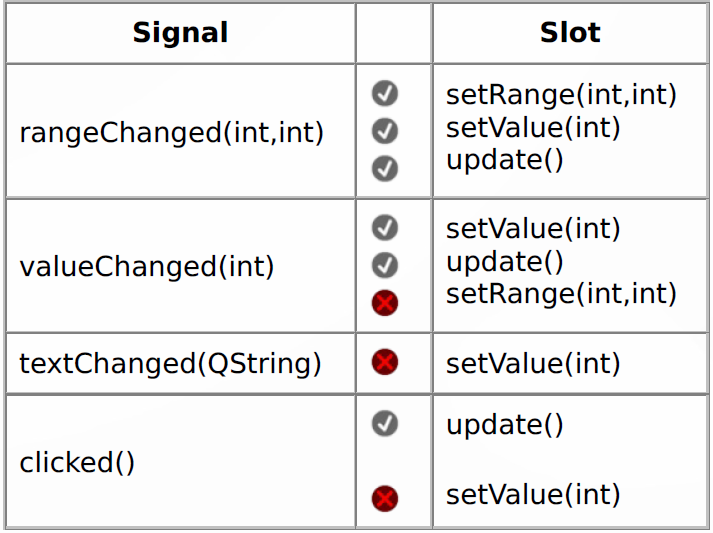 Signal Slot
rangeChanged(int,int)
setRange(int,int)
setValue(int)
update()
valueChanged(int)
setValue(int)
update()
setRange(int,int)
textChanged(QString)
setValue(int)
clicked()
update()
setValue(int)